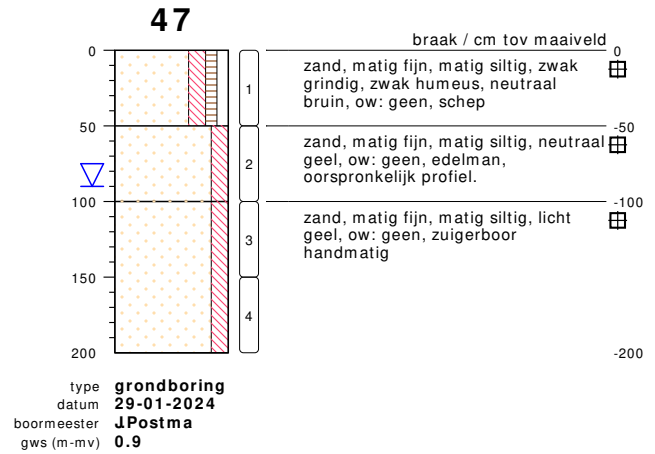 47
braak / cm tov maaiveld
0
0
zand, matig fijn, matig siltig, zwak
grindig, zwak humeus, neutraal
bruin, ow: geen, schep
1
50
-50
zand, matig fijn, matig siltig, neutraal
geel, ow: geen, edelman,
oorspronkelijk profiel.
2
100
-100
zand, matig fijn, matig siltig, licht
geel, ow: geen, zuigerboor
handmatig
3
150
4
200
-200
type grondboring
datum 29-01-2024
boormeester J.Postma
gws (m-mv) 0.9